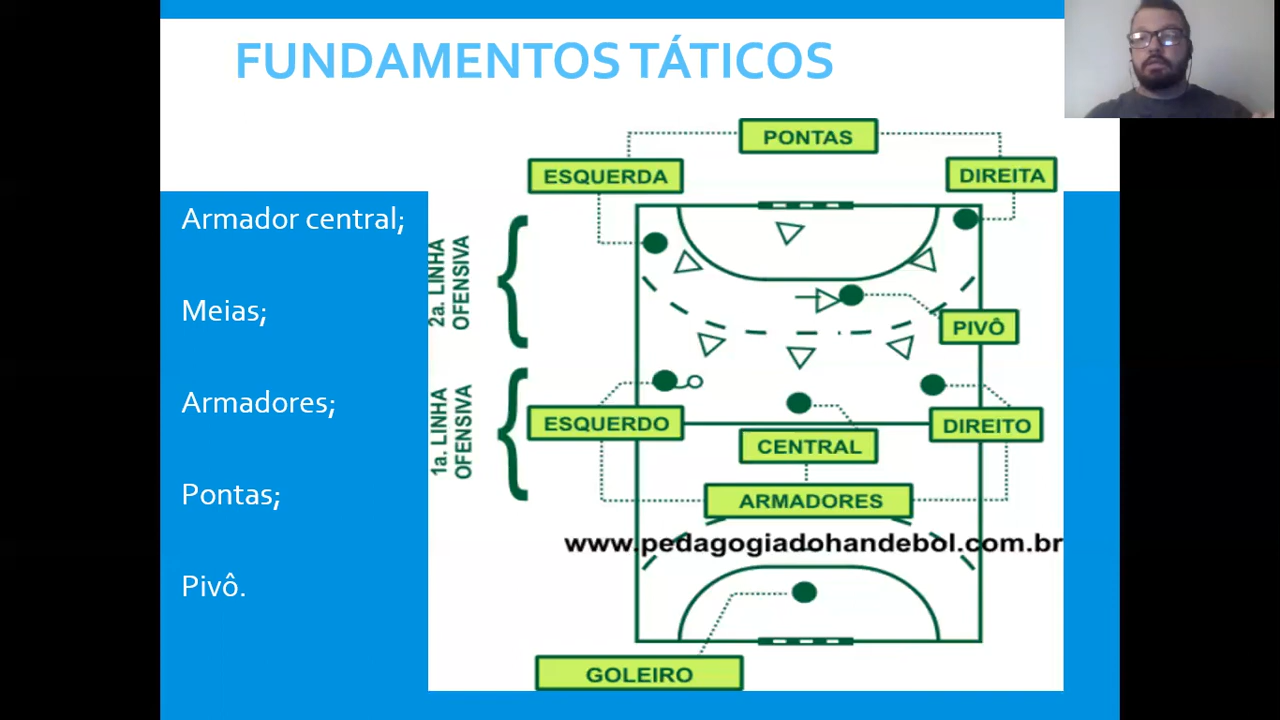 FUNDAMENTOS TÁTICOS
Armador central;
Meias;
Armadores;
Pontas;
Pivô.
PONTAS
ESQUERDA
DIREITA
2a. LINHA
OFENSIVA
PIVÔ
1a. LINHA
OFENSIVA
ESQUERDO
DIREITO
CENTRAL
ARMADORES
www.pedagogiadohandebol.com.br
GOLEIRO